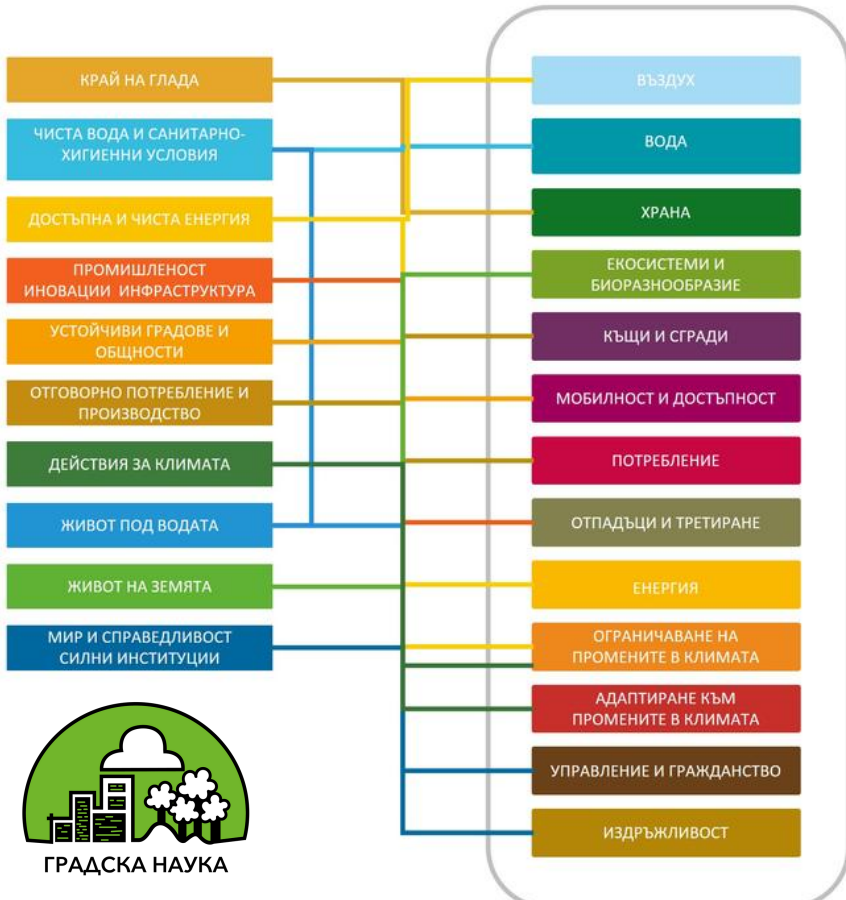 КРАЙ НА ГЛАДА
ЧИСТА ВОДА И САНИТАРНО-
ХИГИЕННИ УСЛОВИЯ
ДОСТЪПНА И ЧИСТА ЕНЕРГИЯ
ПРОМИШЛЕНОСТ
ИНОВАЦИИ ИНФРАСТРУКТУРА
УСТОЙЧИВИ ГРАДОВЕ И
ОБЩНОСТИ
ОТГОВОРНО ПОТРЕБЛЕНИЕ И
ПРОИЗВОДСТВО
ДЕЙСТВИЯ ЗА КЛИМАТА
ЖИВОТ ПОД ВОДАТА
ЖИВОТ НА ЗЕМЯТА
МИР И СПРАВЕДЛИВОСТ
СИЛНИ ИНСТИТУЦИИ
ВЪЗДУХ
ВОДА
ХРАНА
ЕКОСИСТЕМИ И
БИОРАЗНООБРАЗИЕ
КЪЩИ И СГРАДИ
МОБИЛНОСТ И ДОСТЪПНОСТ
ПОТРЕБЛЕНИЕ
ОТПАДЪЦИ И ТРЕТИРАНЕ
ЕНЕРГИЯ
ОГРАНИЧАВАНЕ НА
ПРОМЕНИТЕ В КЛИМАТА
АДАПТИРАНЕ КЪМ
ПРОМЕНИТЕ В КЛИМАТА
УПРАВЛЕНИЕ И ГРАЖДАНСТВО
ИЗДРЪЖЛИВОСТ
ГРАДСКА НАУКА